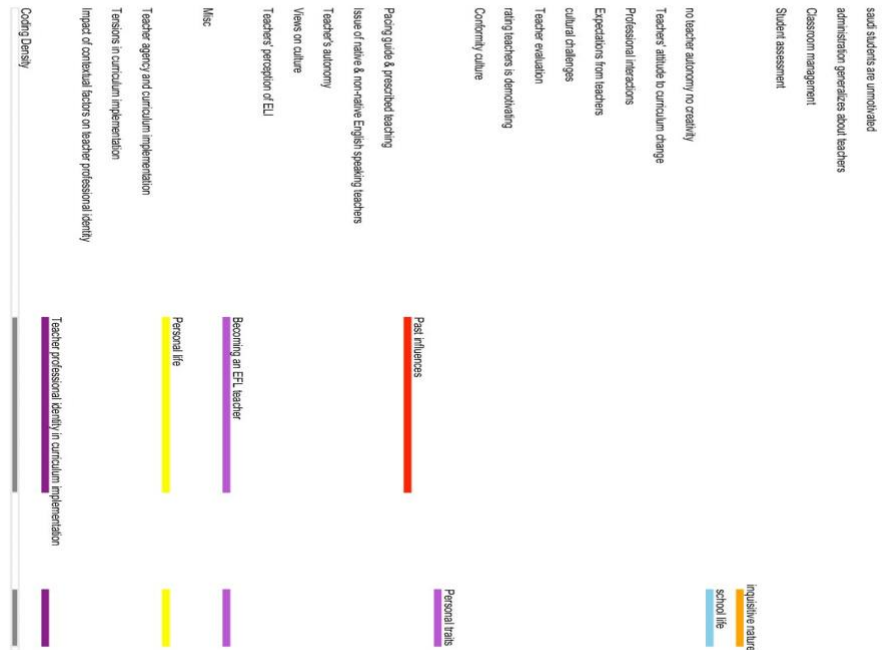 Coding Density
Teacher professional identity in curriculum implementation
Impact of contextual factors on teacher professional identity
Tensions in curriculum implementation
Teacher agency and curriculum implementation
Personal life
Misc
Becoming an EFL teacher
Teachers' perception of ELI
Views on culture
Teacher's autonomy
Issue of native & non-native English speaking teachers
Pacing guide & prescribed teaching
Past influences
Personal traits
Conformity culture
rating teachers is demotivating
Teacher evaluation
cultural challenges
Expectations from teachers
Professional interactions
Teachers' attitude to curriculum change
no teacher autonomy no creativity
school life
inquisitive nature
Student assessment
Classroom management
administration generalizes about teachers
saudi students are unmotivated